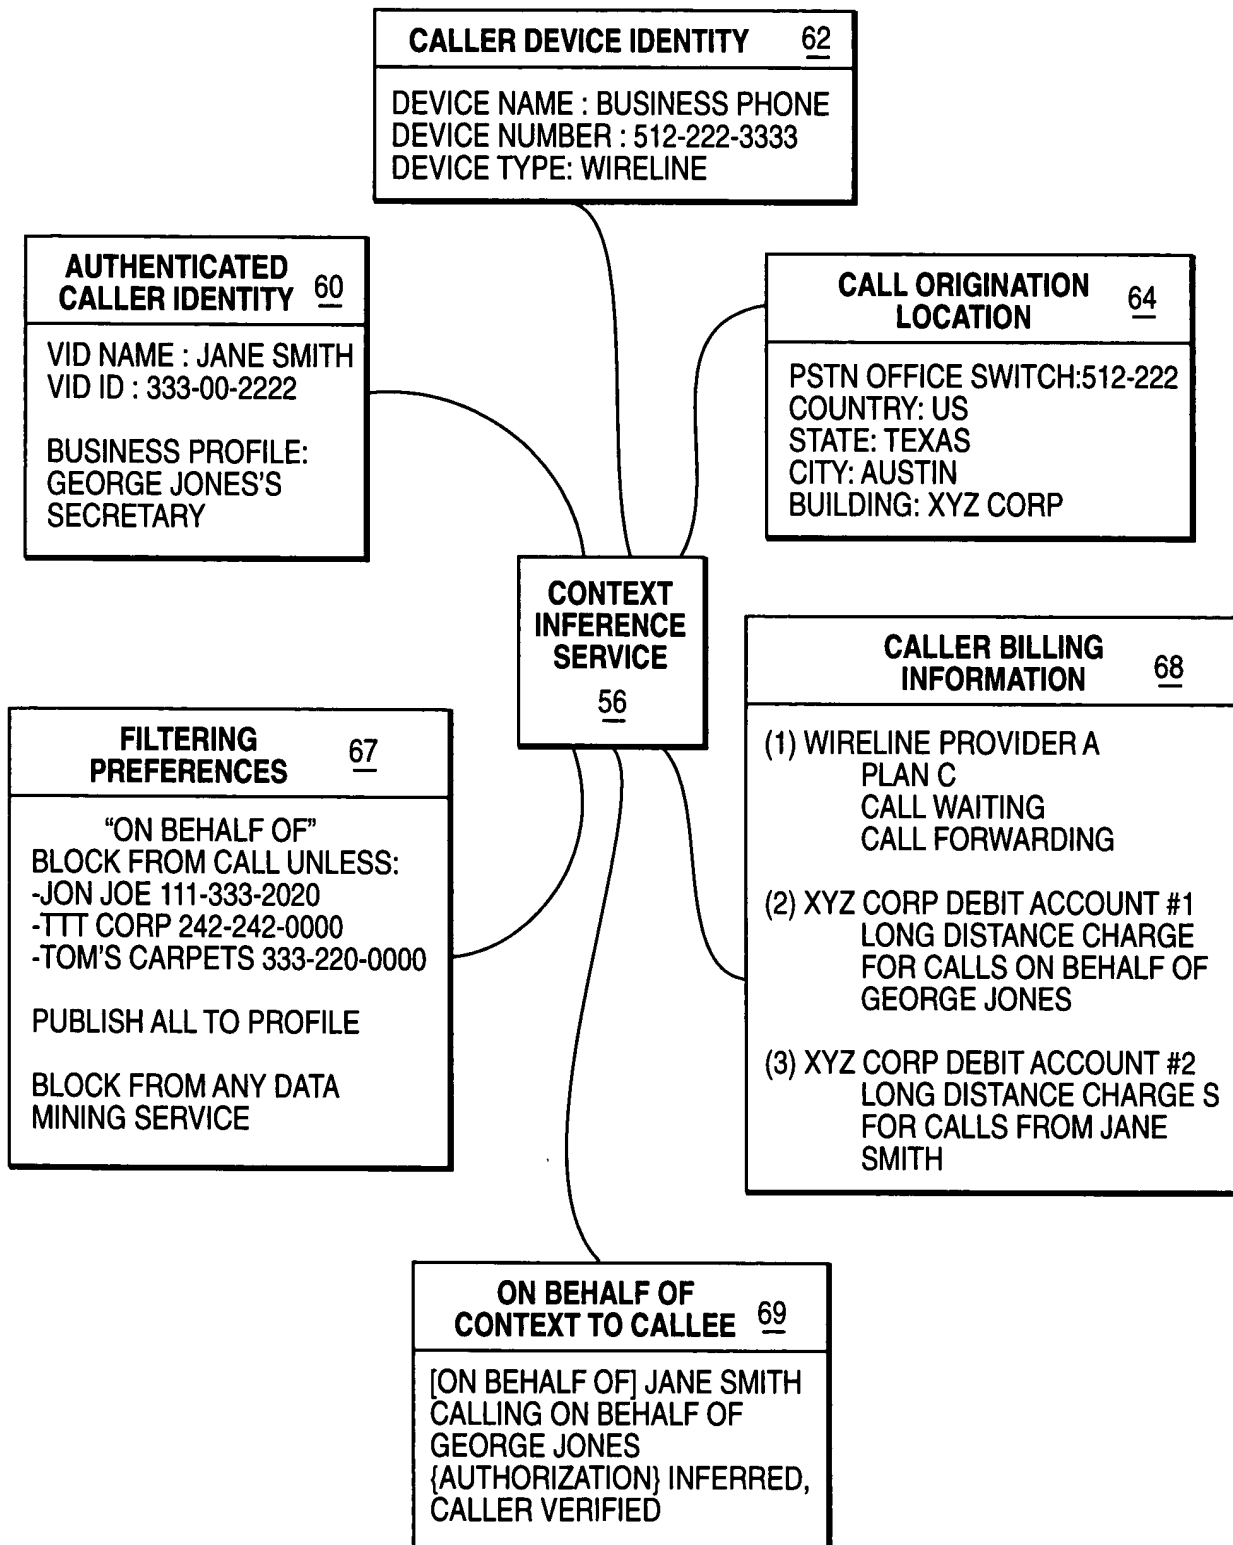 CALLER DEVICE IDENTITY 62
DEVICE NAME : BUSINESS PHONE
DEVICE NUMBER : 512-222-3333
DEVICE TYPE: WIRELINE
AUTHENTICATED
CALLER IDENTITY 60
VID NAME : JANE SMITH
VID ID : 333-00-2222
BUSINESS PROFILE:
GEORGE JONES'S
SECRETARY
CALL ORIGINATION
LOCATION 64
PSTN OFFICE SWITCH:512-222
COUNTRY: US
STATE: TEXAS
CITY: AUSTIN
BUILDING: XYZ CORP
CONTEXT
INFERENCE
SERVICE
56
FILTERING
PREFERENCES 67
“ON BEHALF OF”
BLOCK FROM CALL UNLESS:
-JON JOE 111-333-2020
-TTT CORP 242-242-0000
-TOM'S CARPETS 333-220-0000
PUBLISH ALL TO PROFILE
BLOCK FROM ANY DATA
MINING SERVICE
CALLER BILLING
INFORMATION 68
(1) WIRELINE PROVIDER A
PLAN C
CALL WAITING
CALL FORWARDING
(2) XYZ CORP DEBIT ACCOUNT #1
LONG DISTANCE CHARGE
FOR CALLS ON BEHALF OF
GEORGE JONES
(3) XYZ CORP DEBIT ACCOUNT #2
LONG DISTANCE CHARGE S
FOR CALLS FROM JANE
SMITH
ON BEHALF OF
CONTEXT TO CALLEE 69
[ON BEHALF OF] JANE SMITH
CALLING ON BEHALF OF
GEORGE JONES
{AUTHORIZATION} INFERRED,
CALLER VERIFIED